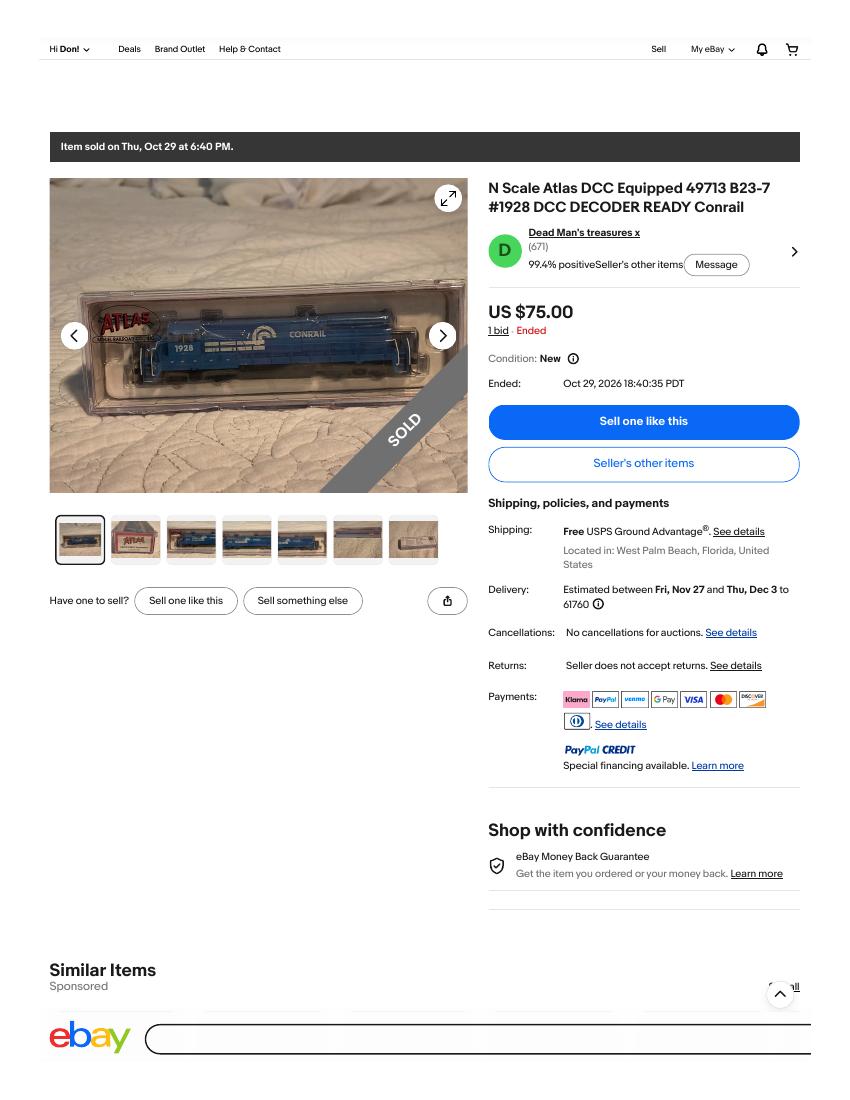 Hi Don!
Deals
Brand Outlet
Help & Contact
Sell
My eBay
Item sold on Thu, Oct 29 at 6:40 PM.
N Scale Atlas DCC Equipped 49713 B23-7
#1928 DCC DECODER READY Conrail
D
Dead Man's treasures x
(671)
99.4% positiveSeller's other items
Message
US $75.00
1 bid · Ended
Condition: New
Ended: Oct 29, 2026 18:40:35 PDT
Sell one like this
Seller's other items
ATLAS
1928
CONRAIL
SOLD
Have one to sell?
Sell one like this
Sell something else
Shipping, policies, and payments
Shipping: Free USPS Ground Advantage®. See details
Located in: West Palm Beach, Florida, United
States
Delivery: Estimated between Fri, Nov 27 and Thu, Dec 3 to
61760
Cancellations: No cancellations for auctions. See details
Returns: Seller does not accept returns. See details
Payments: Klarna PayPal venmo G Pay VISA DISCOVER
. See details
PayPal CREDIT
Special financing available. Learn more
Shop with confidence
eBay Money Back Guarantee
Get the item you ordered or your money back. Learn more
Similar Items
Sponsored
ebay